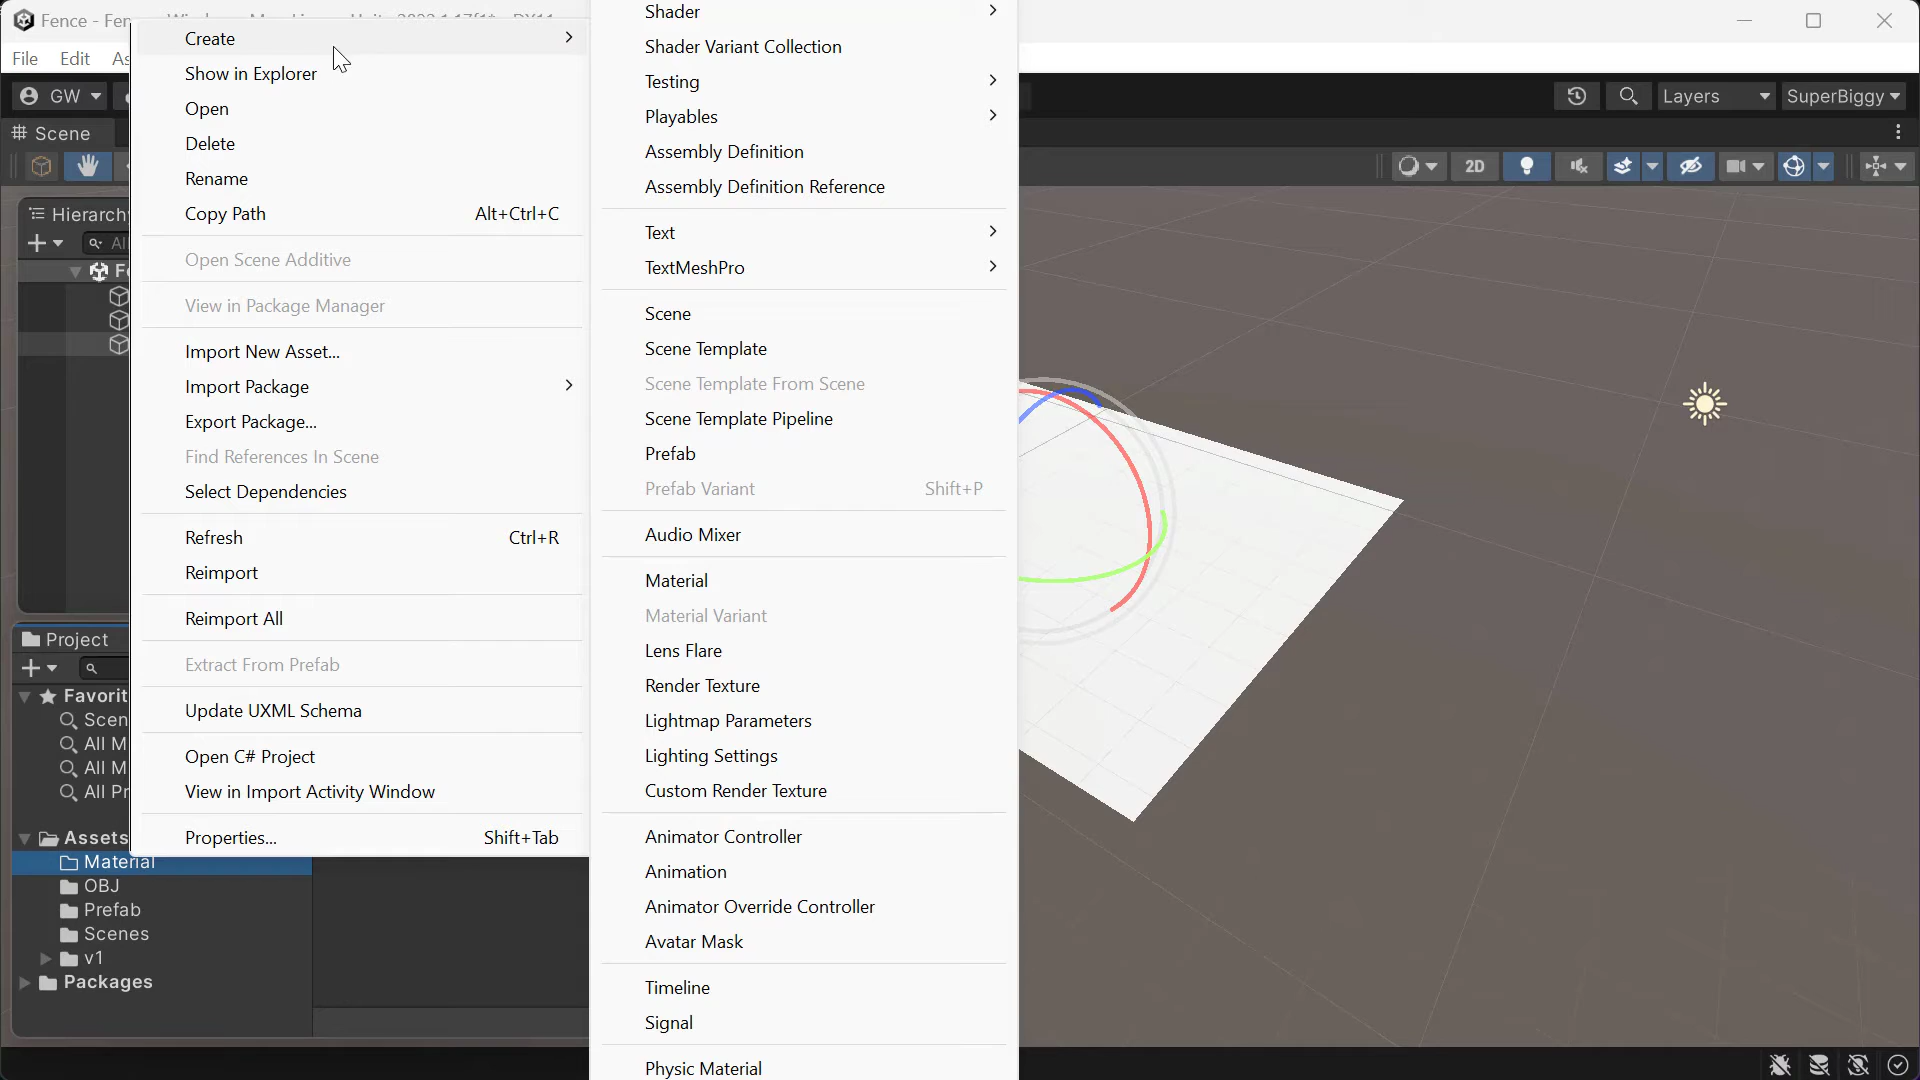 Fence - Fen
File
Edit
As
GW
Layers
SuperBiggy
Scene
2D
Hierarchy
All
Fe
Project
Favorit
Scen
All M
All M
All Pr
Assets
Material
OBJ
Prefab
Scenes
v1
Packages
Create
Show in Explorer
Open
Delete
Rename
Copy Path Alt+Ctrl+C
Open Scene Additive
View in Package Manager
Import New Asset...
Import Package
Export Package...
Find References In Scene
Select Dependencies
Refresh Ctrl+R
Reimport
Reimport All
Extract From Prefab
Update UXML Schema
Open C# Project
View in Import Activity Window
Properties... Shift+Tab
Shader
Shader Variant Collection
Testing
Playables
Assembly Definition
Assembly Definition Reference
Text
TextMeshPro
Scene
Scene Template
Scene Template From Scene
Scene Template Pipeline
Prefab
Prefab Variant Shift+P
Audio Mixer
Material
Material Variant
Lens Flare
Render Texture
Lightmap Parameters
Lighting Settings
Custom Render Texture
Animator Controller
Animation
Animator Override Controller
Avatar Mask
Timeline
Signal
Physic Material